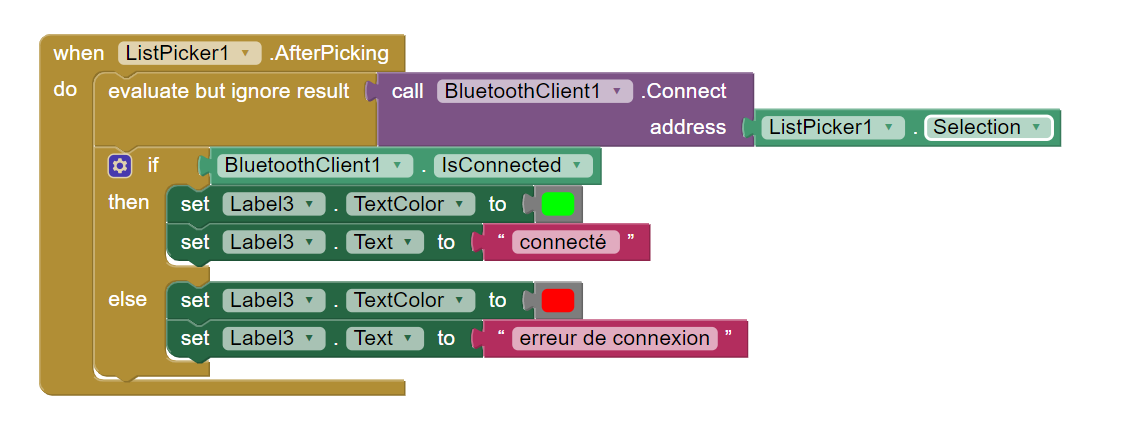 when ListPicker1 .AfterPicking
do evaluate but ignore result call BluetoothClient1 .Connect
address ListPicker1 . Selection
if BluetoothClient1 . IsConnected
then set Label3 . TextColor to
set Label3 . Text to “ connecté ”
else set Label3 . TextColor to
set Label3 . Text to “ erreur de connexion ”